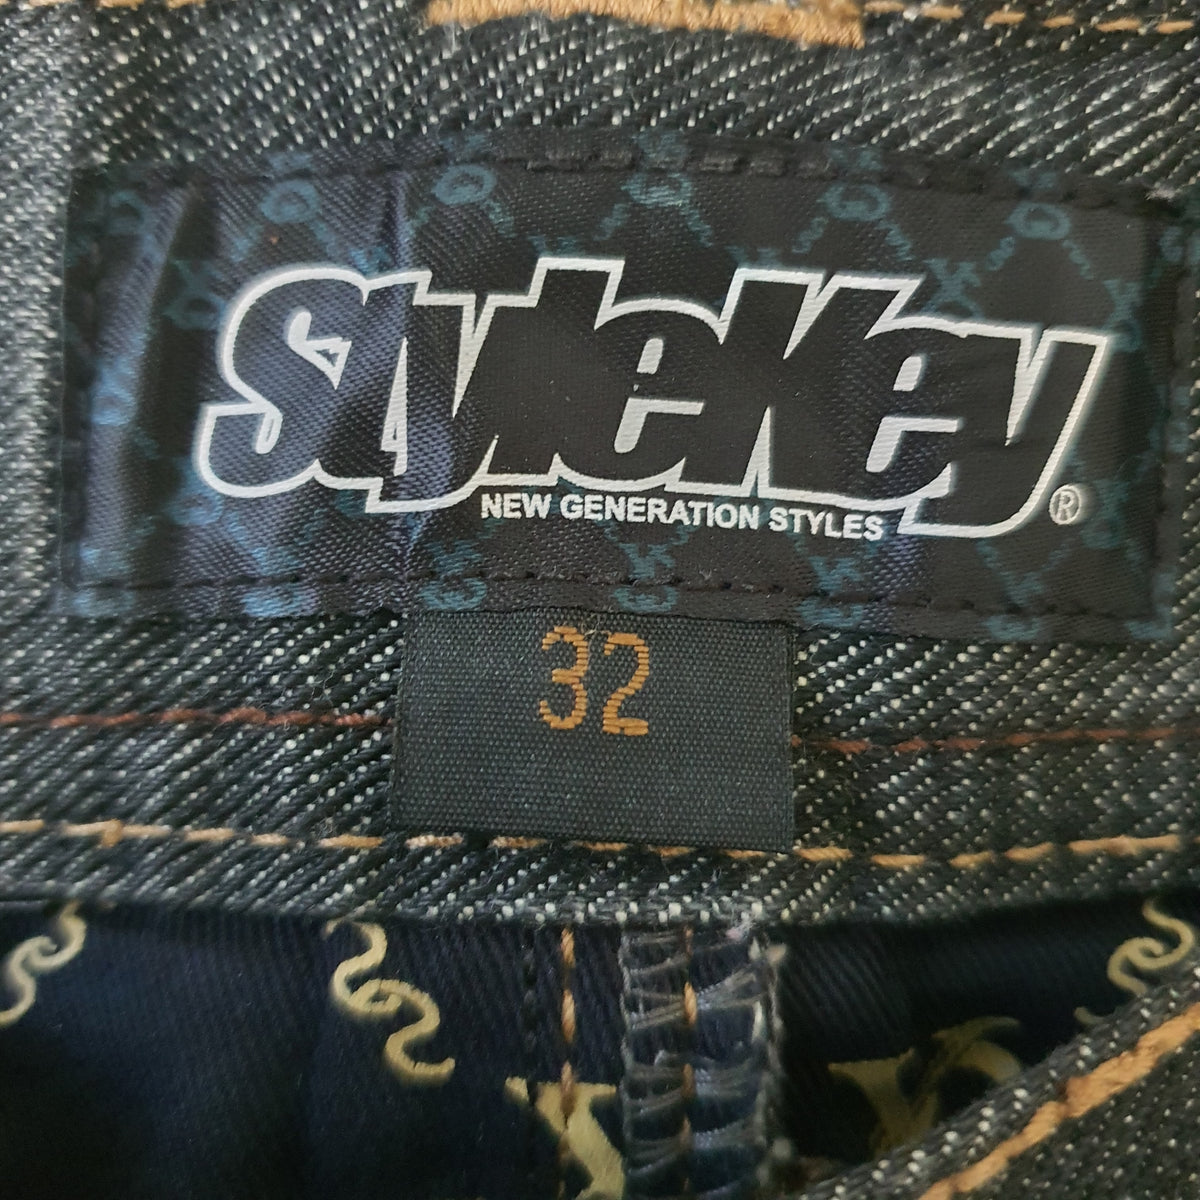 StyleKey
NEW GENERATION STYLES ®
32